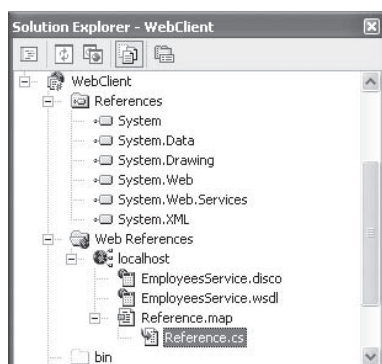 Solution Explorer - WebClient
WebClient
References
System
System.Data
System.Drawing
System.Web
System.Web.Services
System.XML
Web References
localhost
EmployeesService.disco
EmployeesService.wsdl
Reference.map
Reference.cs
bin